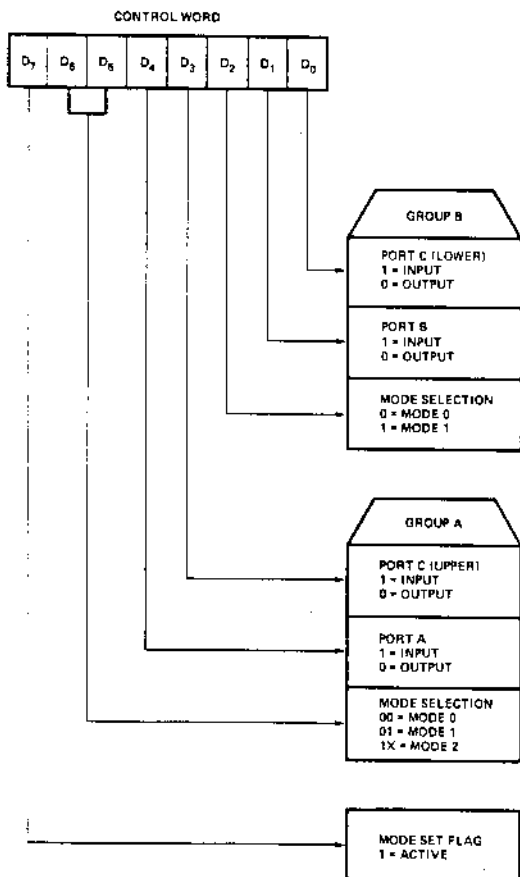 CONTROL WORD
D7 D6 D5 D4 D3 D2 D1 D0
GROUP B
PORT C (LOWER)
1 = INPUT
0 = OUTPUT
PORT B
1 = INPUT
0 = OUTPUT
MODE SELECTION
0 = MODE 0
1 = MODE 1
GROUP A
PORT C (UPPER)
1 = INPUT
0 = OUTPUT
PORT A
1 = INPUT
0 = OUTPUT
MODE SELECTION
00 = MODE 0
01 = MODE 1
1X = MODE 2
MODE SET FLAG
1 = ACTIVE